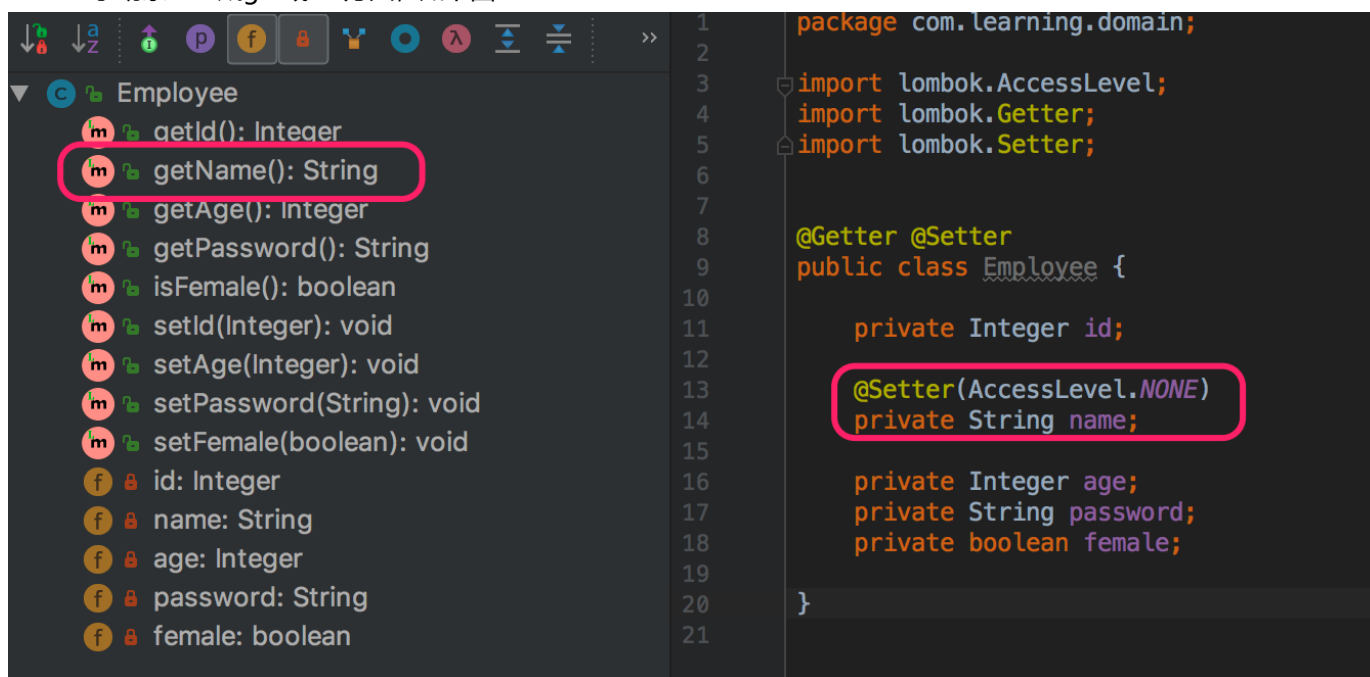 Employee
getId(): Integer
getName(): String
getAge(): Integer
getPassword(): String
isFemale(): boolean
setId(Integer): void
setAge(Integer): void
setPassword(String): void
setFemale(boolean): void
id: Integer
name: String
age: Integer
password: String
female: boolean
1 package com.learning.domain;
2
3 import lombok.AccessLevel;
4 import lombok.Getter;
5 import lombok.Setter;
6
7
8 @Getter @Setter
9 public class Employee {
10
11 private Integer id;
12
13 @Setter(AccessLevel.NONE)
14 private String name;
15
16 private Integer age;
17 private String password;
18 private boolean female;
19
20 }
21